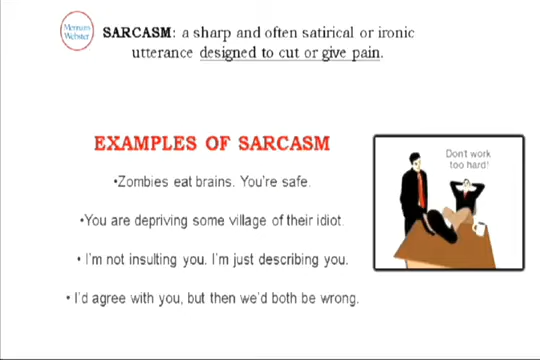 Merriam
Webster
SARCASM: a sharp and often satirical or ironic
utterance designed to cut or give pain.
EXAMPLES OF SARCASM
•Zombies eat brains. You're safe.
•You are depriving some village of their idiot.
• I'm not insulting you. I'm just describing you.
• I'd agree with you, but then we'd both be wrong.
Don't work
too hard!